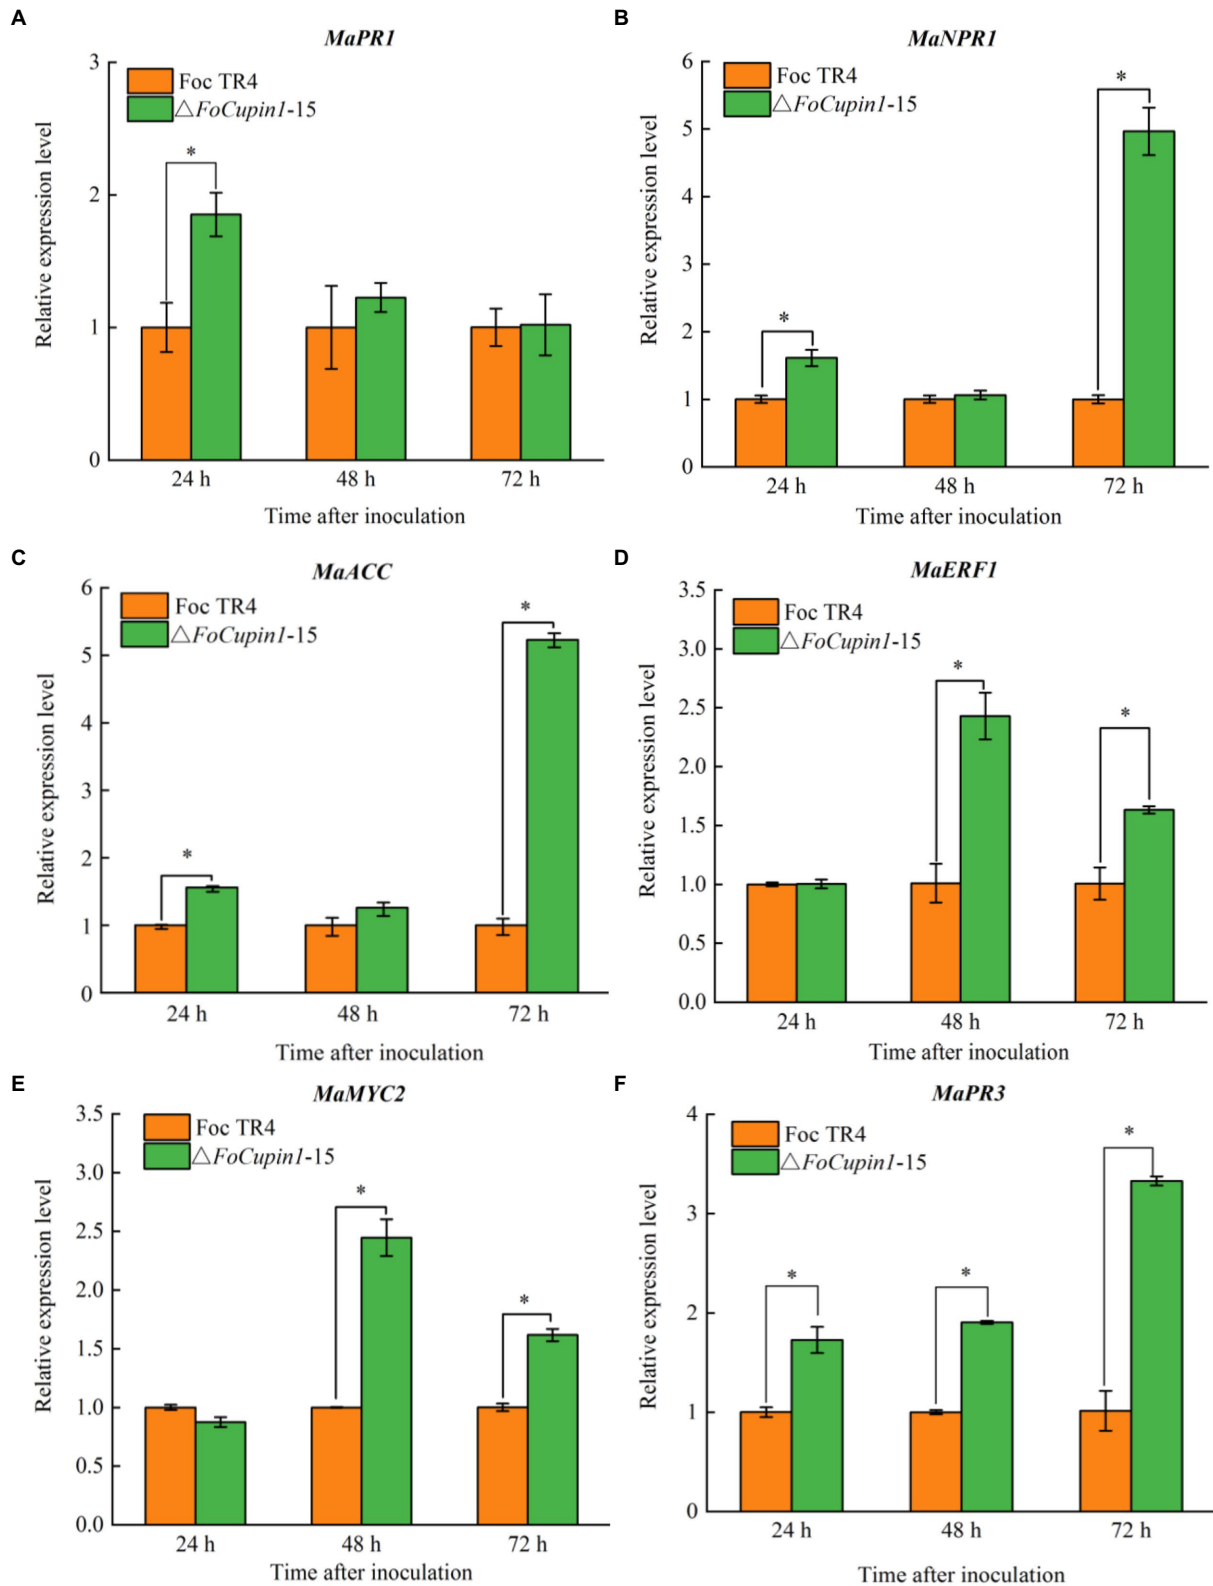 A
MaPR1
Foc TR4
△FoCupin1-15
3
2
1
0
*
Relative expression level
24 h 48 h 72 h
Time after inoculation
B
MaNPR1
Foc TR4
△FoCupin1-15
6
5
4
3
2
1
0
*
*
Relative expression level
24 h 48 h 72 h
Time after inoculation
C
MaACC
Foc TR4
△FoCupin1-15
6
5
4
3
2
1
0
*
*
Relative expression level
24 h 48 h 72 h
Time after inoculation
D
MaERF1
Foc TR4
△FoCupin1-15
3.5
3.0
2.5
2.0
1.5
1.0
0.5
0.0
*
*
Relative expression level
24 h 48 h 72 h
Time after inoculation
E
MaMYC2
Foc TR4
△FoCupin1-15
3.5
3.0
2.5
2.0
1.5
1.0
0.5
0.0
*
*
Relative expression level
24 h 48 h 72 h
Time after inoculation
F
MaPR3
Foc TR4
△FoCupin1-15
4
3
2
1
0
*
*
*
Relative expression level
24 h 48 h 72 h
Time after inoculation